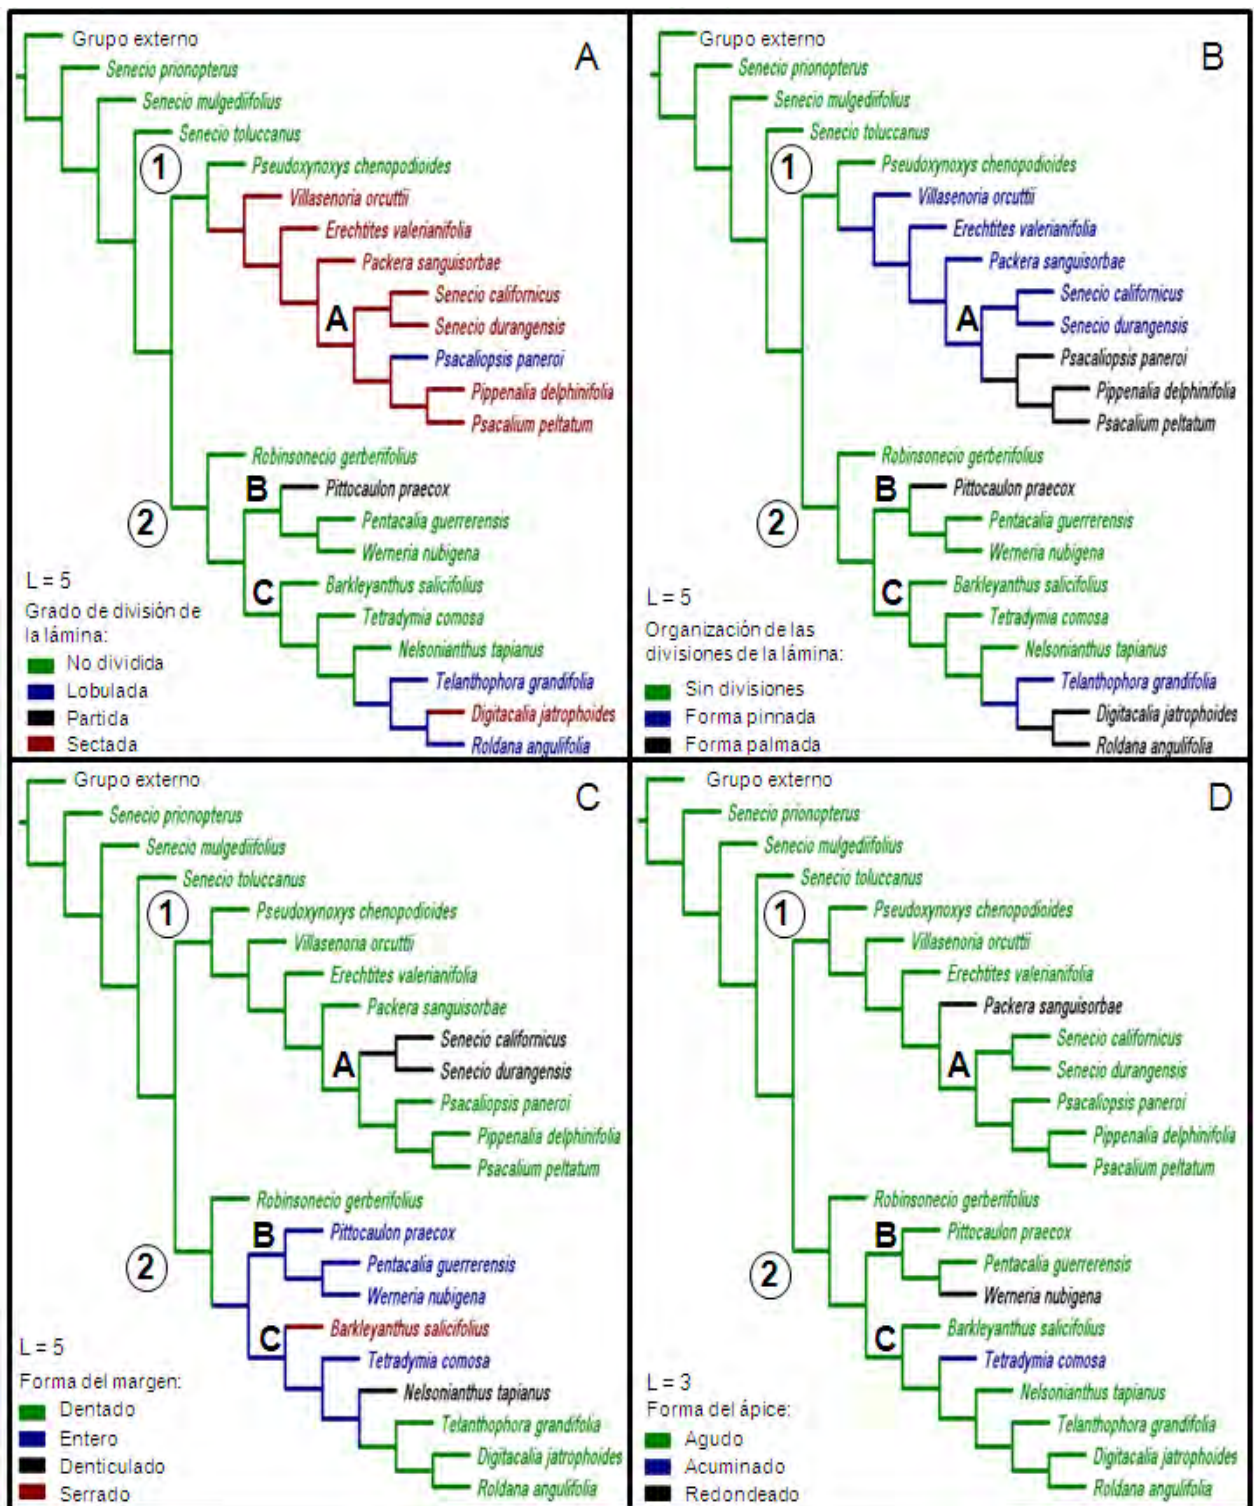 A
Grupo externo
Senecio prionopterus
Senecio mulgediifolius
Senecio toluccanus
1
Pseudoxynoxys chenopodioides
Villasenoria orcuttii
Erechtites valerianifolia
Packera sanguisorbae
Senecio californicus
A
Senecio durangensis
Psacaliopsis paneroi
Pippenalia delphinifolia
Psacalium peltatum
Robinsonecio gerberifolius
B
Pittocaulon praecox
2
Pentacalia guerrerensis
Werneria nubigena
C
Barkleyanthus salicifolius
Tetradymia comosa
Nelsonianthus tapianus
Telanthophora grandifolia
Digitacalia jatrophoides
Roldana angulifolia
L = 5
Grado de división de
la lámina:
No dividida
Lobulada
Partida
Sectada
B
Grupo externo
Senecio prionopterus
Senecio mulgediifolius
Senecio toluccanus
1
Pseudoxynoxys chenopodioides
Villasenoria orcuttii
Erechtites valerianifolia
Packera sanguisorbae
Senecio californicus
A
Senecio durangensis
Psacaliopsis paneroi
Pippenalia delphinifolia
Psacalium peltatum
Robinsonecio gerberifolius
B
Pittocaulon praecox
2
Pentacalia guerrerensis
Werneria nubigena
C
Barkleyanthus salicifolius
Tetradymia comosa
Nelsonianthus tapianus
Telanthophora grandifolia
Digitacalia jatrophoides
Roldana angulifolia
L = 5
Organización de las
divisiones de la lámina:
Sin divisiones
Forma pinnada
Forma palmada
C
Grupo externo
Senecio prionopterus
Senecio mulgediifolius
Senecio toluccanus
1
Pseudoxynoxys chenopodioides
Villasenoria orcuttii
Erechtites valerianifolia
Packera sanguisorbae
Senecio californicus
A
Senecio durangensis
Psacaliopsis paneroi
Pippenalia delphinifolia
Psacalium peltatum
Robinsonecio gerberifolius
B
Pittocaulon praecox
2
Pentacalia guerrerensis
Werneria nubigena
C
Barkleyanthus salicifolius
Tetradymia comosa
Nelsonianthus tapianus
Telanthophora grandifolia
Digitacalia jatrophoides
Roldana angulifolia
L = 5
Forma del margen:
Dentado
Entero
Denticulado
Serrado
D
Grupo externo
Senecio prionopterus
Senecio mulgediifolius
Senecio toluccanus
1
Pseudoxynoxys chenopodioides
Villasenoria orcuttii
Erechtites valerianifolia
Packera sanguisorbae
Senecio californicus
A
Senecio durangensis
Psacaliopsis paneroi
Pippenalia delphinifolia
Psacalium peltatum
Robinsonecio gerberifolius
B
Pittocaulon praecox
2
Pentacalia guerrerensis
Werneria nubigena
C
Barkleyanthus salicifolius
Tetradymia comosa
Nelsonianthus tapianus
Telanthophora grandifolia
Digitacalia jatrophoides
Roldana angulifolia
L = 3
Forma del ápice:
Agudo
Acuminado
Redondeado